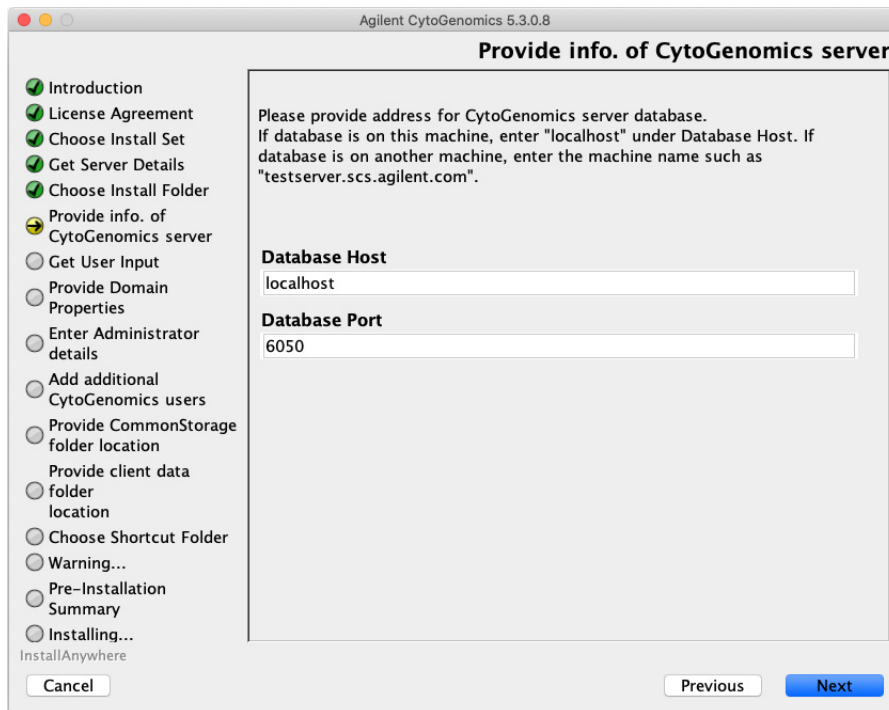 Agilent CytoGenomics 5.3.0.8
Provide info. of CytoGenomics server
Introduction
License Agreement
Choose Install Set
Get Server Details
Choose Install Folder
Provide info. of
CytoGenomics server
Get User Input
Provide Domain
Properties
Enter Administrator
details
Add additional
CytoGenomics users
Provide CommonStorage
folder location
Provide client data
folder
location
Choose Shortcut Folder
Warning...
Pre-Installation
Summary
Installing...
Please provide address for CytoGenomics server database.
If database is on this machine, enter "localhost" under Database Host. If
database is on another machine, enter the machine name such as
"testserver.scs.agilent.com".
Database Host
localhost
Database Port
6050
InstallAnywhere
Cancel
Previous
Next